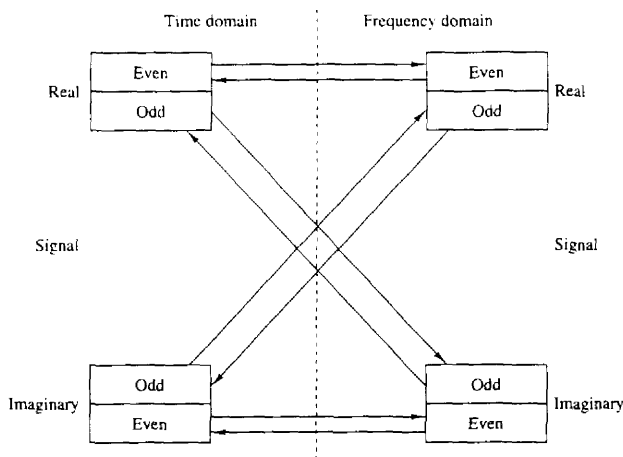 Time domain Frequency domain
Real Even Even Real
Odd Odd
Signal Signal
Imaginary Odd Odd Imaginary
Even Even